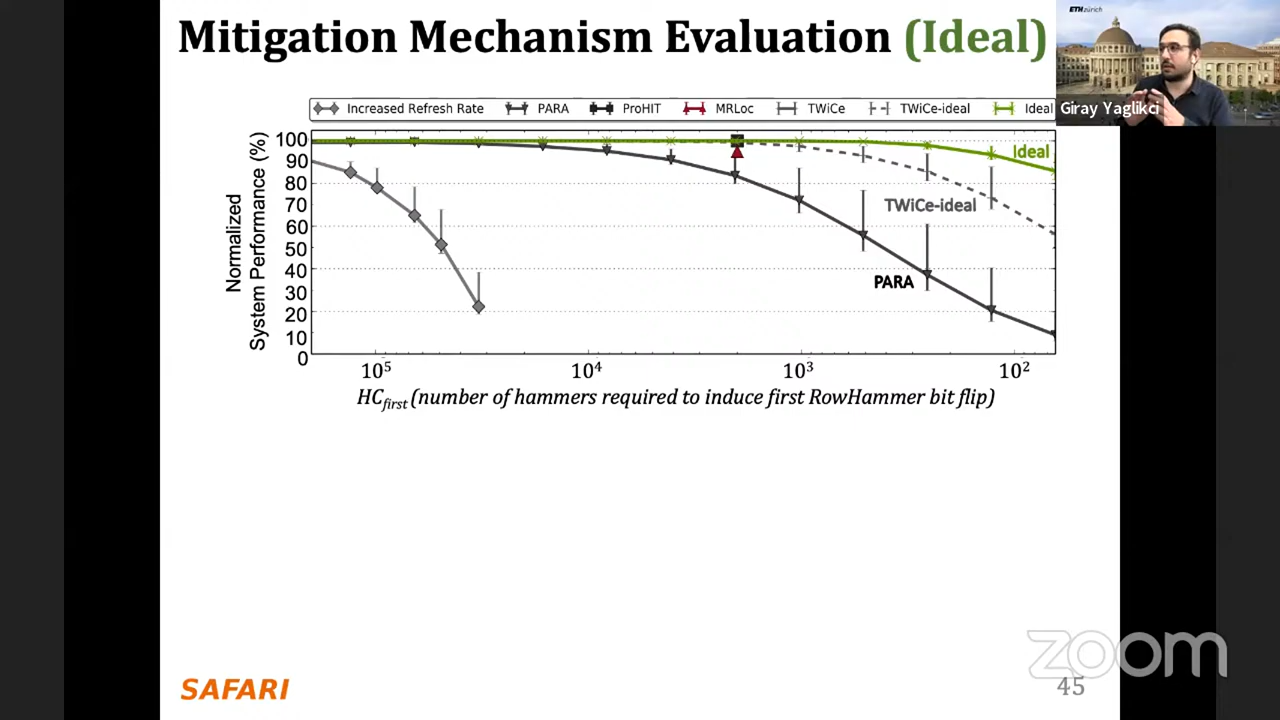 Mitigation Mechanism Evaluation (Ideal)
ETH zürich
Giray Yaglikci
Increased Refresh Rate PARA ProHIT MRLoc TWiCe TWiCe-ideal Ideal
Normalized
System Performance (%)
100
90
80
70
60
50
40
30
20
10
0
Ideal
TWiCe-ideal
PARA
10⁵ 10⁴ 10³ 10²
HCfirst (number of hammers required to induce first RowHammer bit flip)
SAFARI
zoom
45